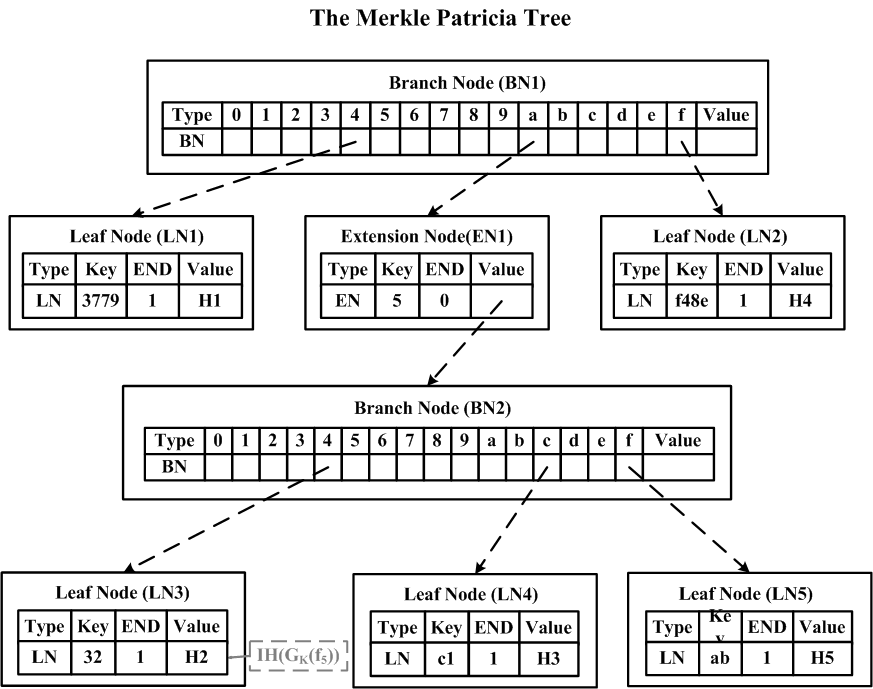 The Merkle Patricia Tree
Branch Node (BN1)
Type 0 1 2 3 4 5 6 7 8 9 a b c d e f Value
BN
Leaf Node (LN1)
Type Key END Value
LN 3779 1 H1
Extension Node(EN1)
Type Key END Value
EN 5 0
Leaf Node (LN2)
Type Key END Value
LN f48e 1 H4
Branch Node (BN2)
Type 0 1 2 3 4 5 6 7 8 9 a b c d e f Value
BN
Leaf Node (LN3)
Type Key END Value
LN 32 1 H2
IH(G_K(f_5))
Leaf Node (LN4)
Type Key END Value
LN c1 1 H3
Leaf Node (LN5)
Type Key END Value
LN ab 1 H5